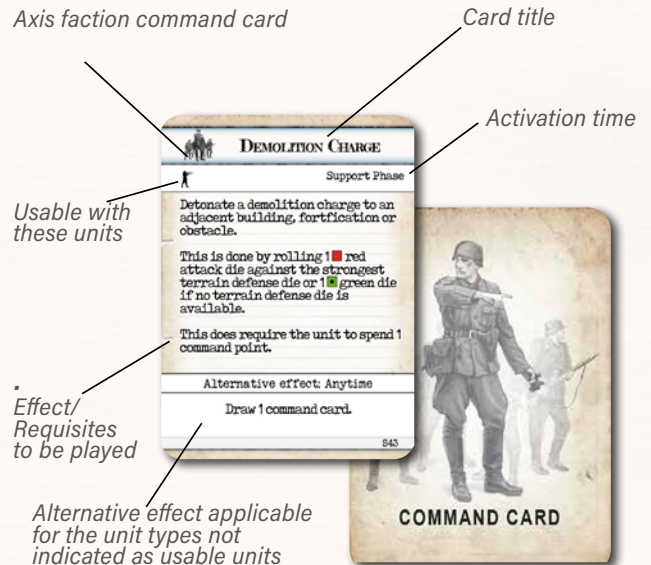 Axis faction command card
Card title
Activation time
DEMOLITION CHARGE
Support Phase
Usable with
these units
Detonate a demolition charge to an
adjacent building, fortfication or
obstacle.
This is done by rolling 1 red
attack die against the strongest
terrain defense die or 1 green die
if no terrain defense die is
available.
This does require the unit to spend 1
command point.
.
Effect/
Requisites
to be played
Alternative effect: Anytime
Draw 1 command card.
S43
COMMAND CARD
Alternative effect applicable
for the unit types not
indicated as usable units